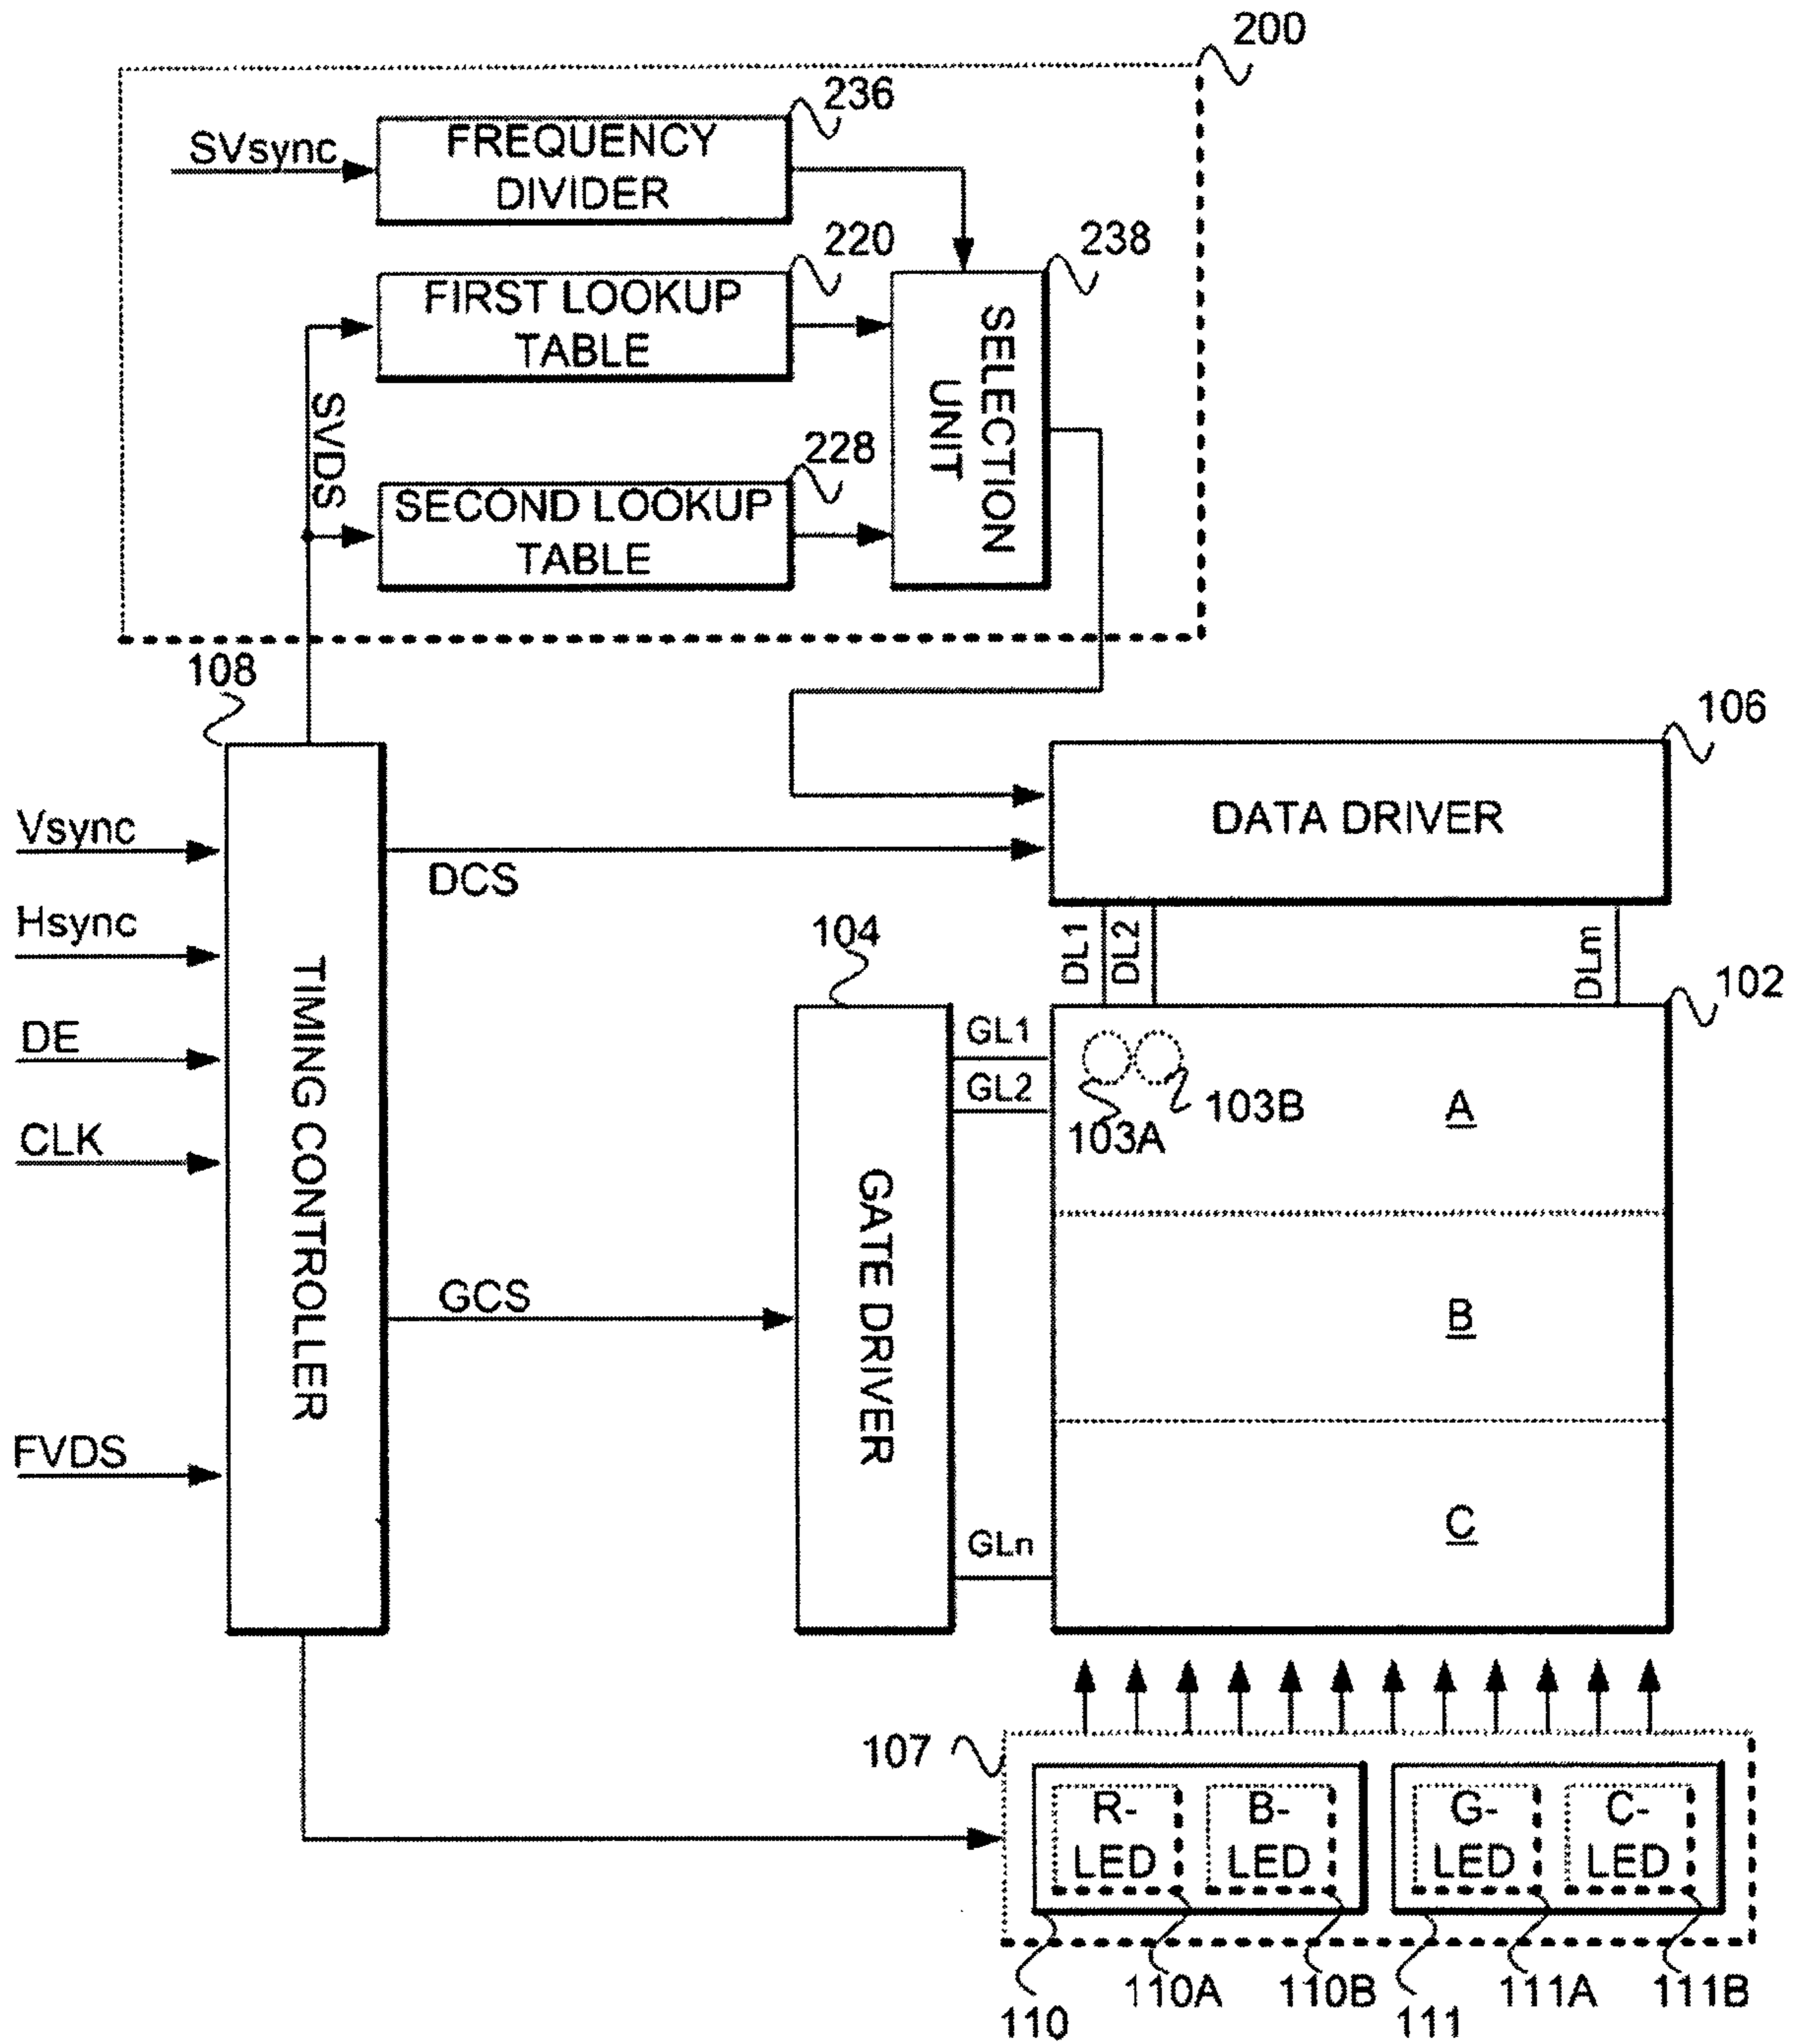 200
236
SVsync
FREQUENCY
DIVIDER
220
238
FIRST LOOKUP
TABLE
SELECTION
UNIT
SVDS
228
SECOND LOOKUP
TABLE
108
106
Vsync
DATA DRIVER
DCS
Hsync
104
DL1
DL2
DLm
102
TIMING CONTROLLER
DE
GL1
GL2
103A
103B
A
CLK
GATE DRIVER
GCS
B
FVDS
C
GLn
107
R-
LED
B-
LED
G-
LED
C-
LED
110
110A
110B
111
111A
111B